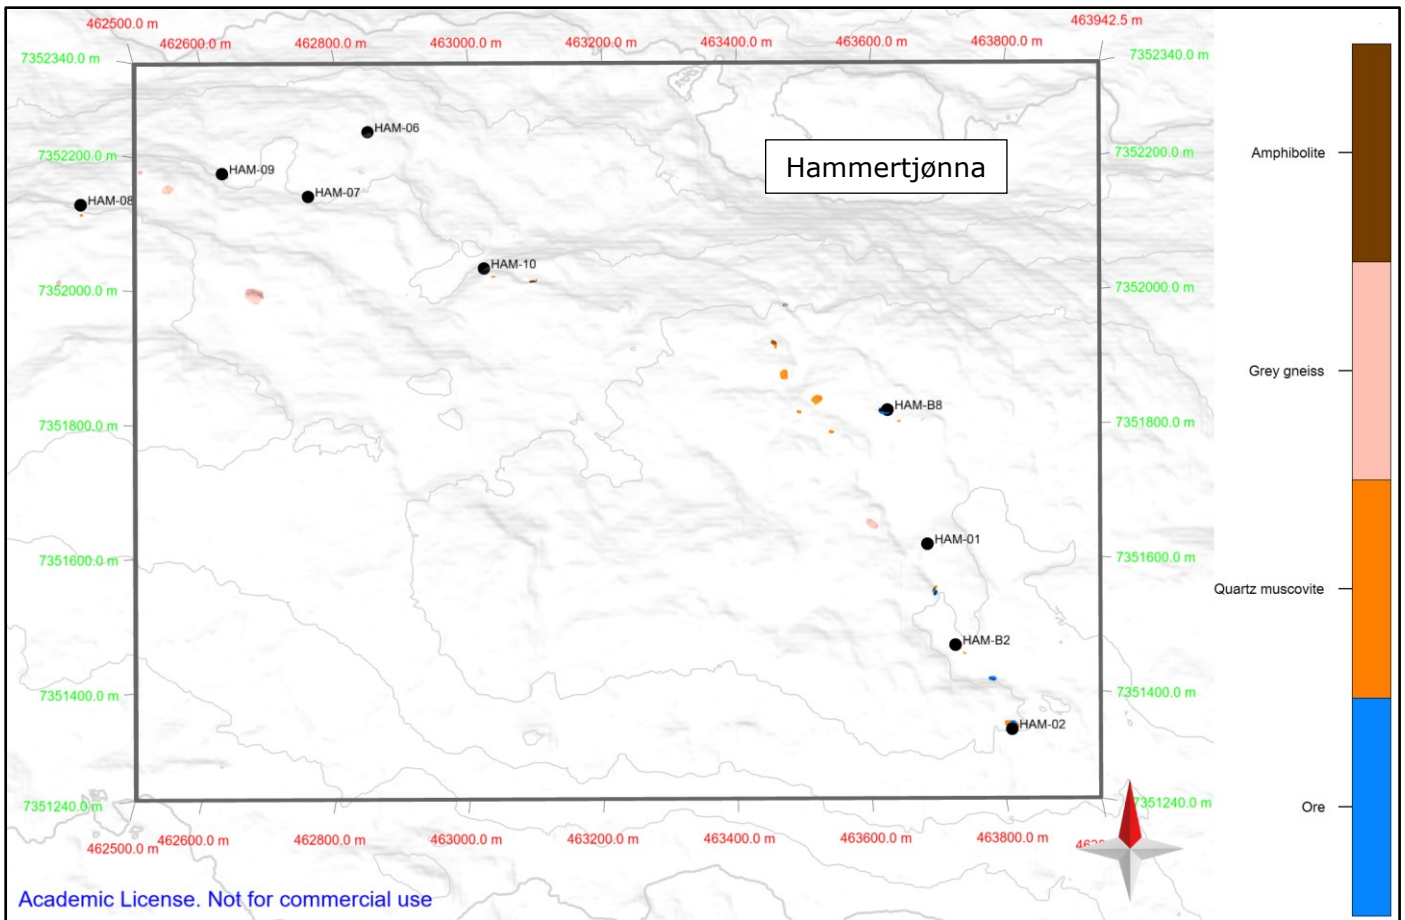 462500.0 m
463942.5 m
462600.0 m
462800.0 m
463000.0 m
463200.0 m
463400.0 m
463600.0 m
463800.0 m
7352340.0 m
7352340.0 m
HAM-06
7352200.0 m
7352200.0 m
Hammertjønna
Amphibolite
HAM-09
HAM-07
HAM-08
HAM-10
7352000.0 m
7352000.0 m
Grey gneiss
HAM-B8
7351800.0 m
7351800.0 m
HAM-01
7351600.0 m
7351600.0 m
Quartz muscovite
HAM-B2
7351400.0 m
7351400.0 m
HAM-02
7351240.0 m
7351240.0 m
Ore
462500.0 m
462600.0 m
462800.0 m
463000.0 m
463200.0 m
463400.0 m
463600.0 m
463800.0 m
Academic License. Not for commercial use